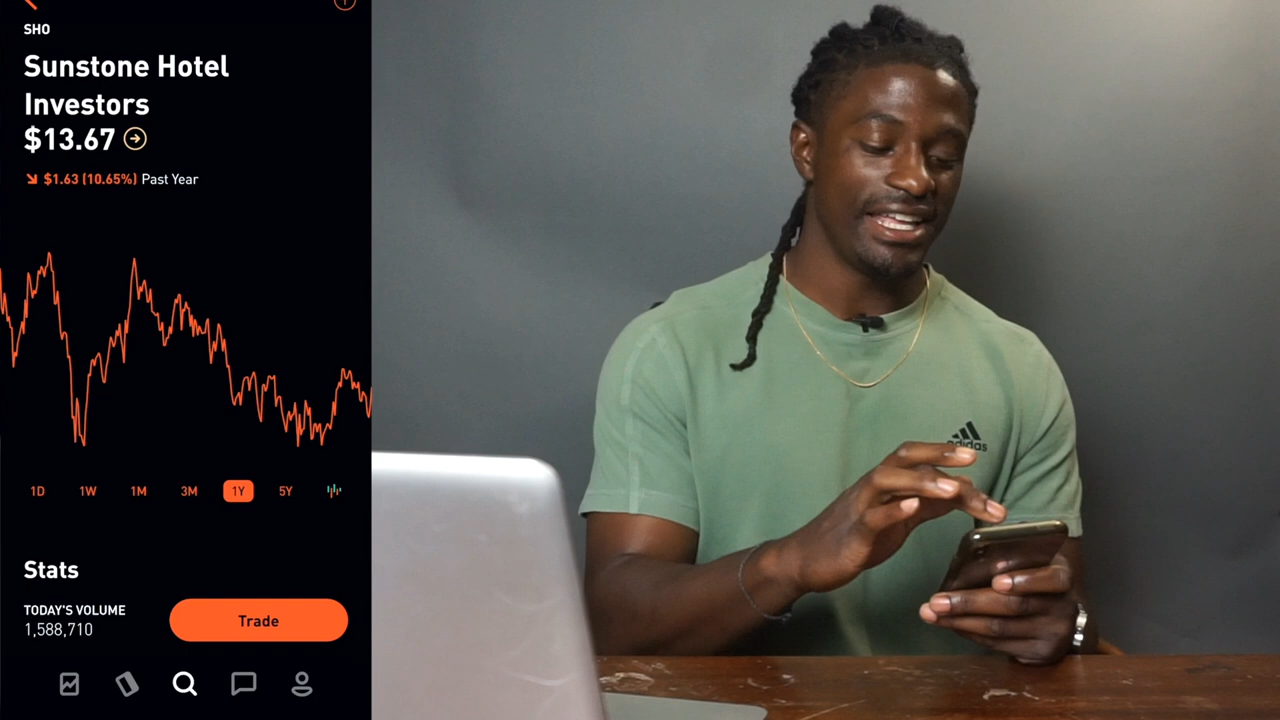 SHO
Sunstone Hotel
Investors
$13.67
$1.63 (10.65%) Past Year
1D 1W 1M 3M 1Y 5Y
Stats
TODAY'S VOLUME
1,588,710
Trade
adidas